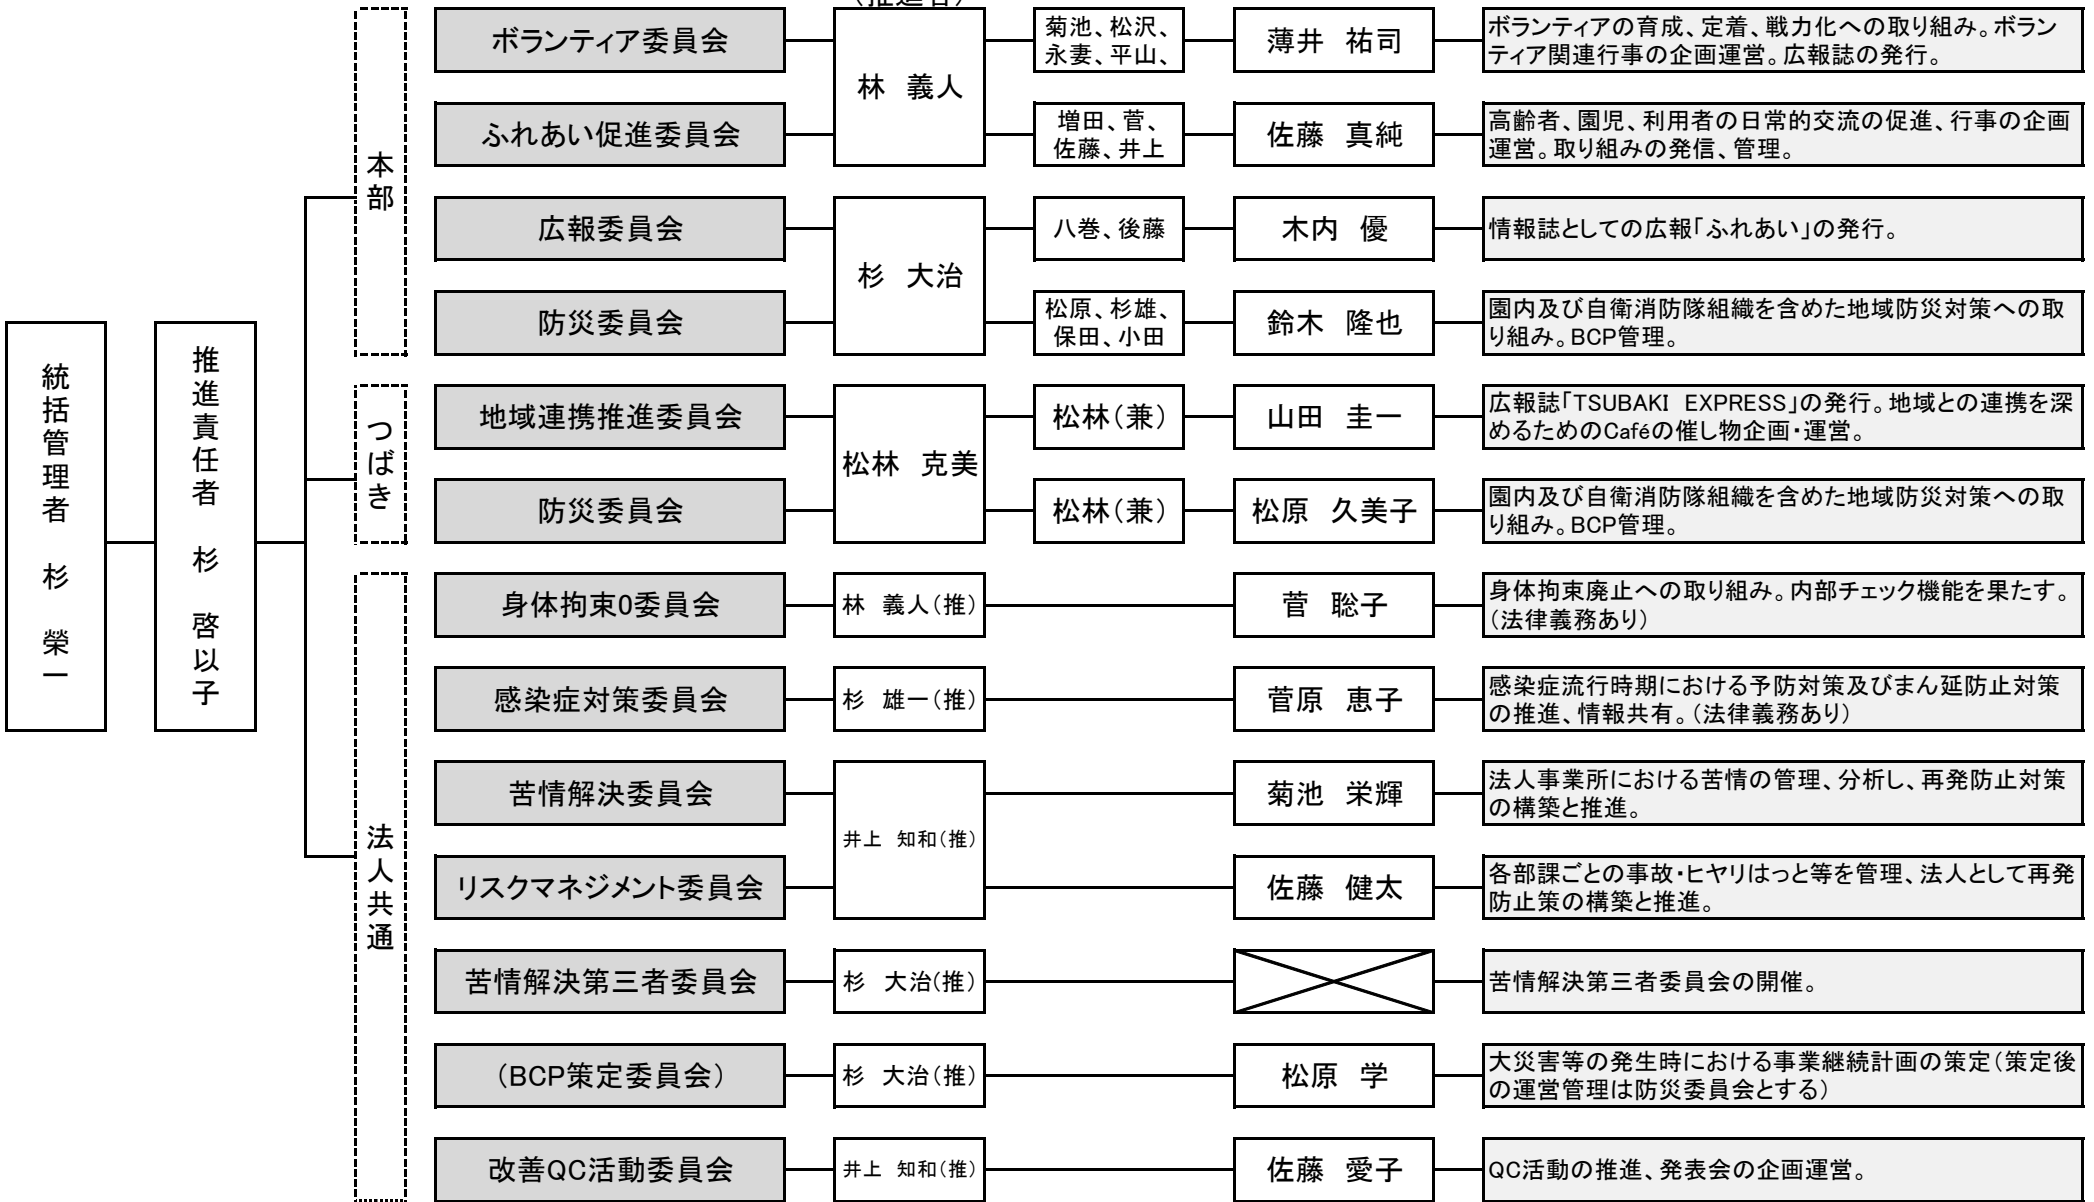 (推進者)
ボランティア委員会
林　義人
菊池、松沢、
永妻、平山、
薄井　祐司
ボランティアの育成、定着、戦力化への取り組み。ボラン
ティア関連行事の企画運営。広報誌の発行。
ふれあい促進委員会
増田、菅、
佐藤、井上
佐藤　真純
高齢者、園児、利用者の日常的交流の促進、行事の企画
運営。取り組みの発信、管理。
本部
広報委員会
杉　大治
八巻、後藤
木内　優
情報誌としての広報「ふれあい」の発行。
防災委員会
松原、杉雄、
保田、小田
鈴木　隆也
園内及び自衛消防隊組織を含めた地域防災対策への取
り組み。BCP管理。
統括管理者　杉　榮一
推進責任者　杉　啓以子
つばき
地域連携推進委員会
松林　克美
松林（兼）
山田　圭一
広報誌「TSUBAKI　EXPRESS」の発行。地域との連携を深
めるためのCaféの催し物企画・運営。
防災委員会
松林（兼）
松原　久美子
園内及び自衛消防隊組織を含めた地域防災対策への取
り組み。BCP管理。
法人共通
身体拘束0委員会
林　義人（推）
菅　聡子
身体拘束廃止への取り組み。内部チェック機能を果たす。
（法律義務あり）
感染症対策委員会
杉　雄一（推）
菅原　恵子
感染症流行時期における予防対策及びまん延防止対策
の推進、情報共有。（法律義務あり）
苦情解決委員会
井上　知和（推）
菊池　栄輝
法人事業所における苦情の管理、分析し、再発防止対策
の構築と推進。
リスクマネジメント委員会
佐藤　健太
各部課ごとの事故・ヒヤリはっと等を管理、法人として再発
防止策の構築と推進。
苦情解決第三者委員会
杉　大治(推)
苦情解決第三者委員会の開催。
（BCP策定委員会）
杉　大治（推）
松原　学
大災害等の発生時における事業継続計画の策定（策定後
の運営管理は防災委員会とする）
改善QC活動委員会
井上　知和（推）
佐藤　愛子
QC活動の推進、発表会の企画運営。